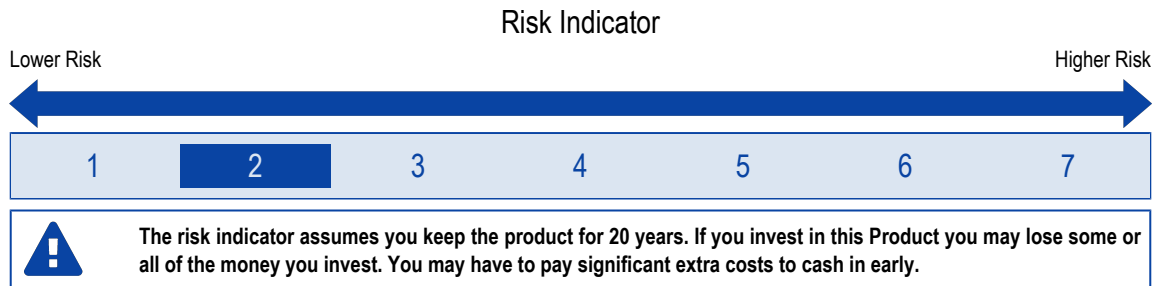 Risk Indicator
Lower Risk Higher Risk
1 2 3 4 5 6 7
The risk indicator assumes you keep the product for 20 years. If you invest in this Product you may lose some or
all of the money you invest. You may have to pay significant extra costs to cash in early.